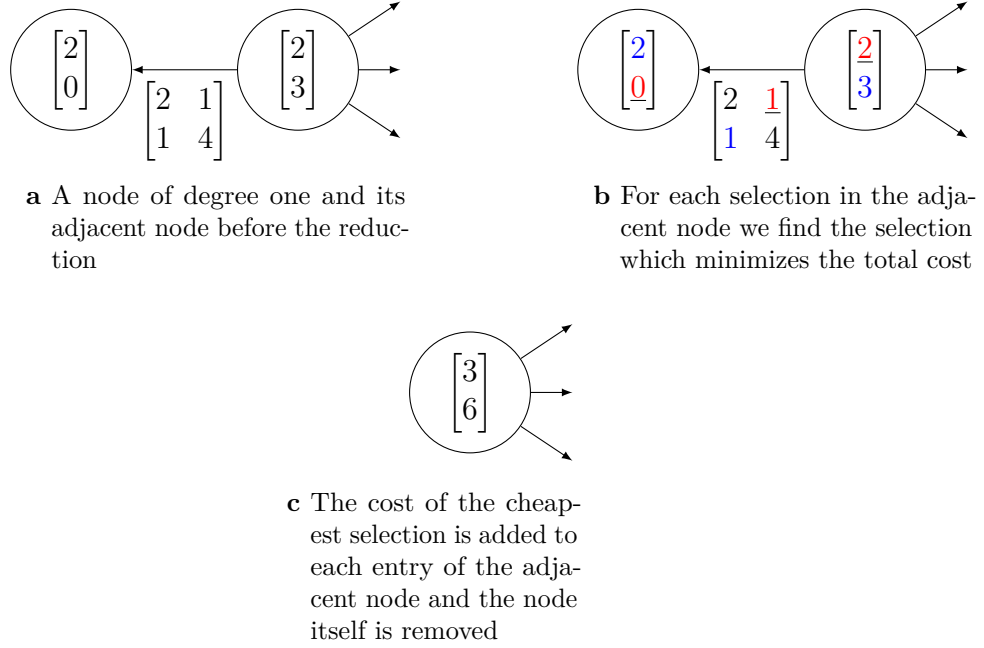 2 2 2 2
0 3 0 3
2 1 2 1
1 4 1 4
a A node of degree one and its
adjacent node before the reduc-
tion
b For each selection in the adja-
cent node we find the selection
which minimizes the total cost
3
6
c The cost of the cheap-
est selection is added to
each entry of the adja-
cent node and the node
itself is removed